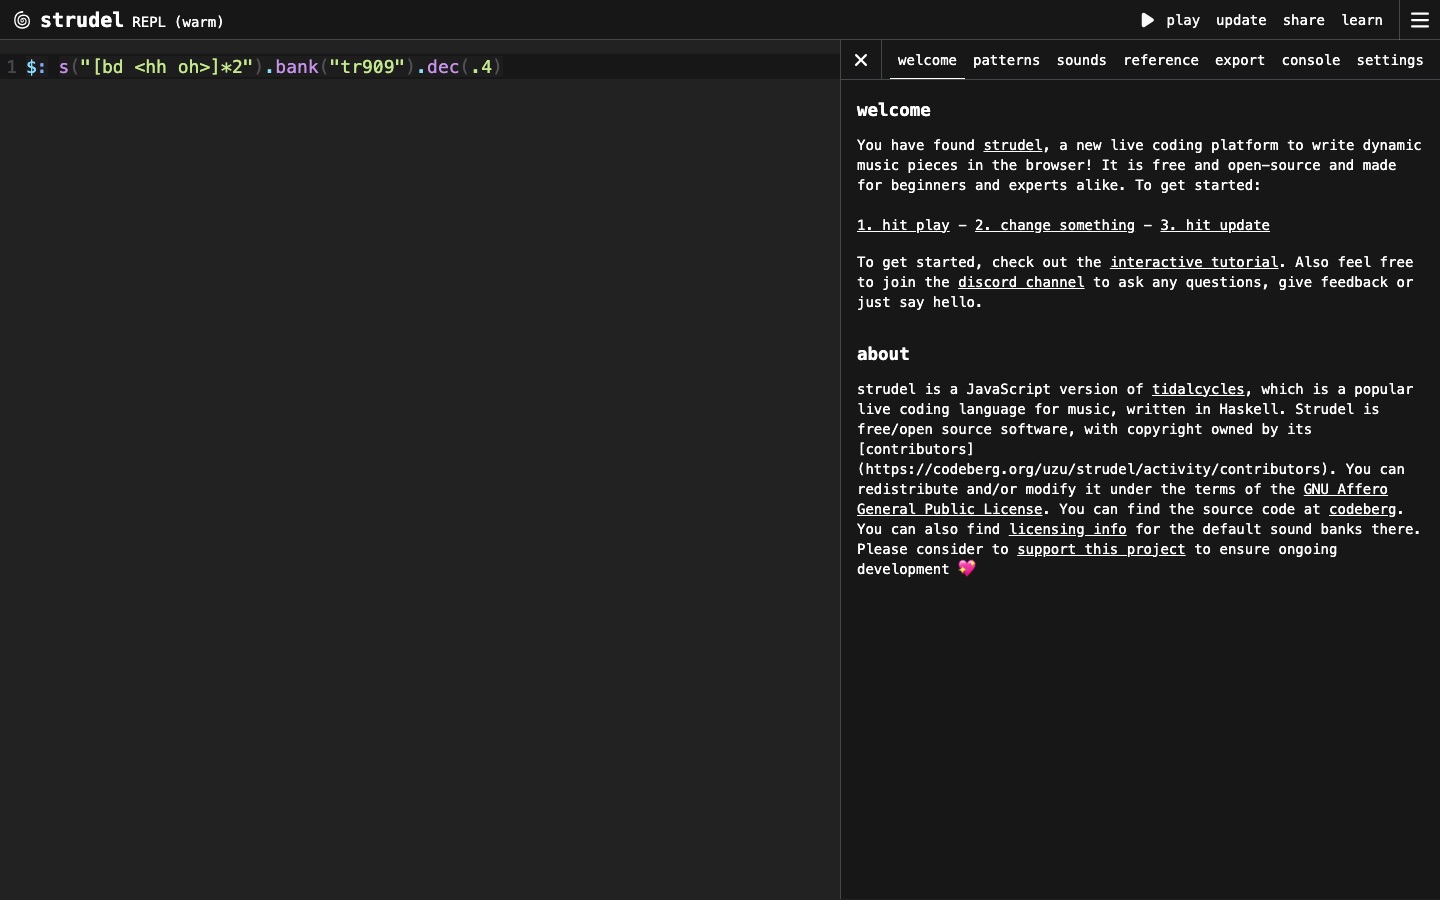 strudel REPL (warm)
play update share learn
1 $: s("[bd <hh oh>]*2").bank("tr909").dec(.4)
welcome patterns sounds reference export console settings
welcome
You have found strudel, a new live coding platform to write dynamic
music pieces in the browser! It is free and open-source and made
for beginners and experts alike. To get started:
1. hit play - 2. change something - 3. hit update
To get started, check out the interactive tutorial. Also feel free
to join the discord channel to ask any questions, give feedback or
just say hello.
about
strudel is a JavaScript version of tidalcycles, which is a popular
live coding language for music, written in Haskell. Strudel is
free/open source software, with copyright owned by its
[contributors]
(https://codeberg.org/uzu/strudel/activity/contributors). You can
redistribute and/or modify it under the terms of the GNU Affero
General Public License. You can find the source code at codeberg.
You can also find licensing info for the default sound banks there.
Please consider to support this project to ensure ongoing
development 💖